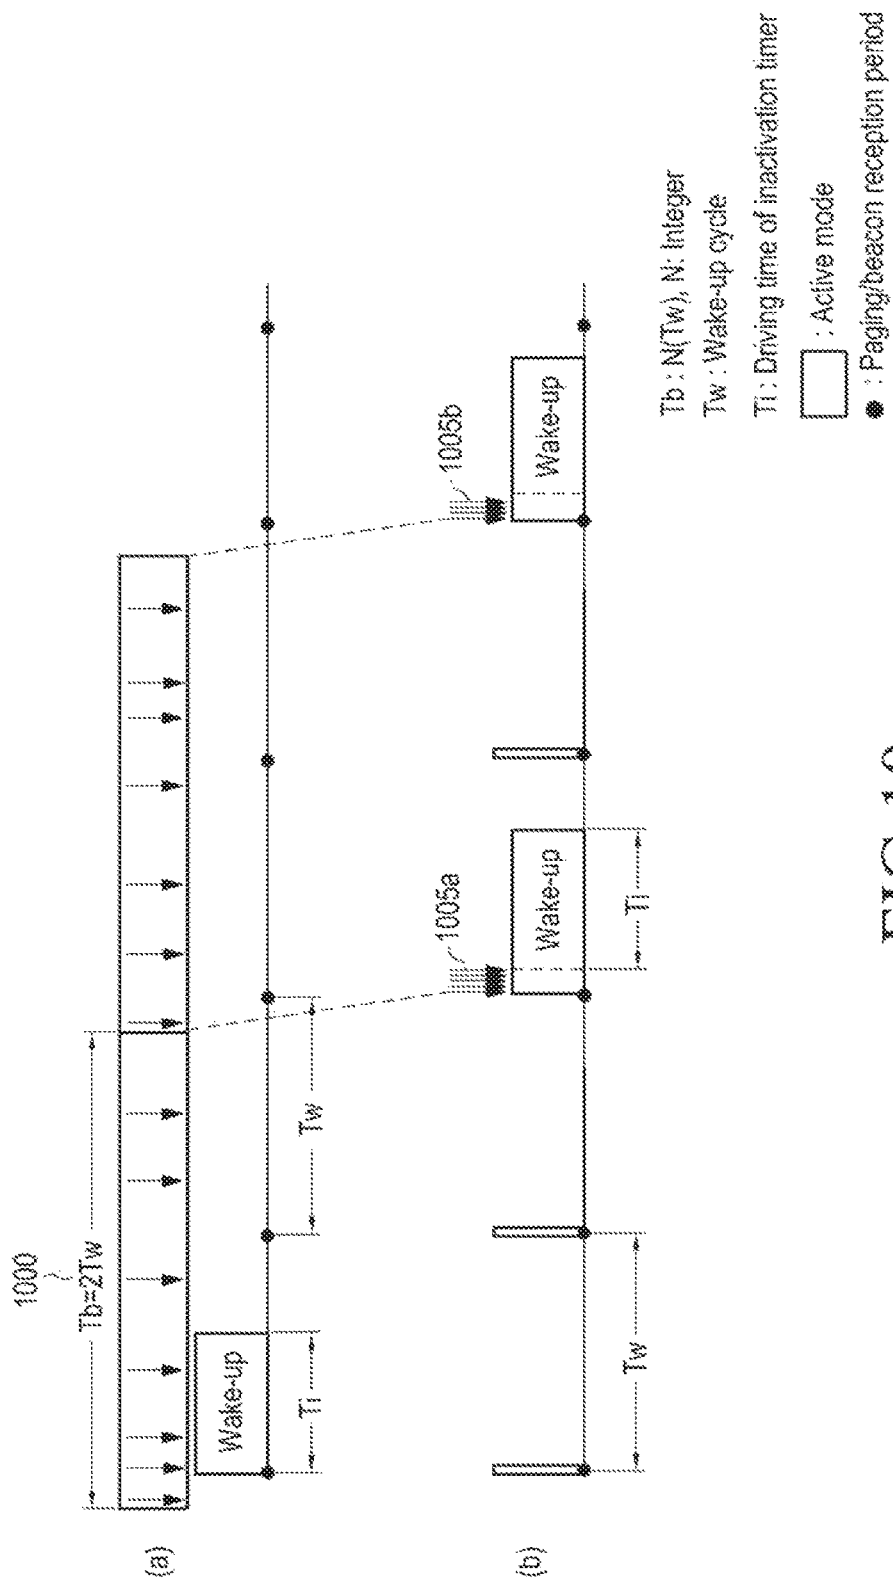 1000
Tb=2Tw
(a)
Wake-up
Ti
Tw
1005a
1005b
(b)
Wake-up
Wake-up
Tw
Ti
Tb : N(Tw), N: Integer
Tw : Wake-up cycle
Ti : Driving time of inactivation timer
: Active mode
: Paging/beacon reception period